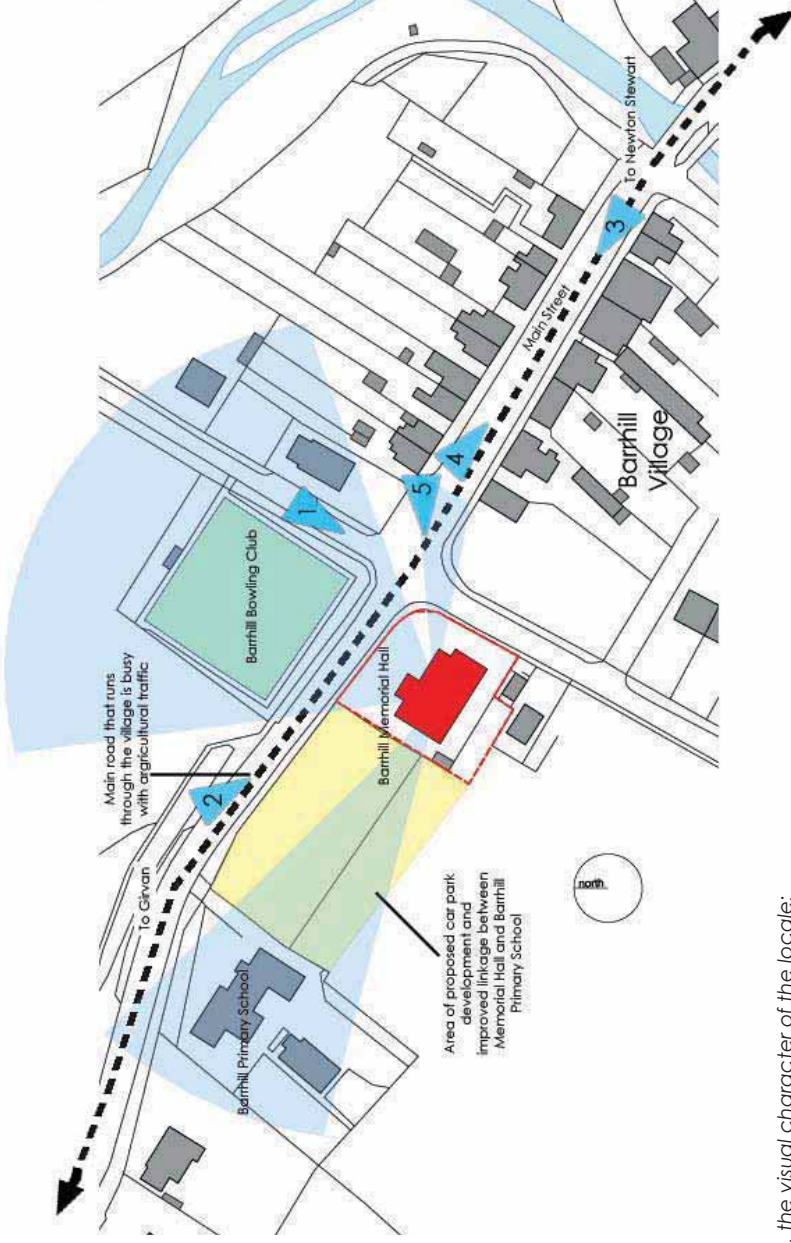 Main road that runs
through the village is busy
with argricultural traffic
To Girvan
2
Barrhill Bowling Club
1
5
4
Main Street
3
To Newton Stewart
Barrhill Primary School
Barrhill Memorial Hall
Barrhill
Village
Area of proposed car park
development and
improved linkage between
Memorial Hall and Barrhill
Primary School
north
, the visual character of the locale: